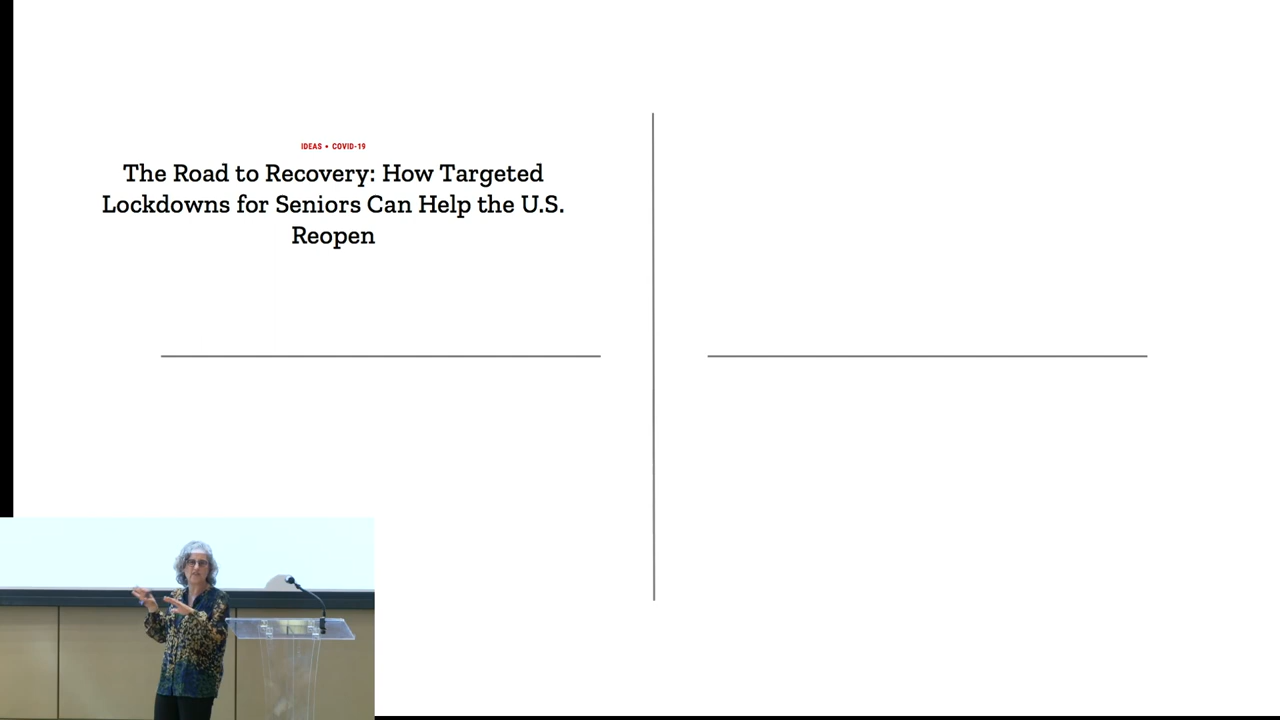 IDEAS • COVID-19
The Road to Recovery: How Targeted
Lockdowns for Seniors Can Help the U.S.
Reopen